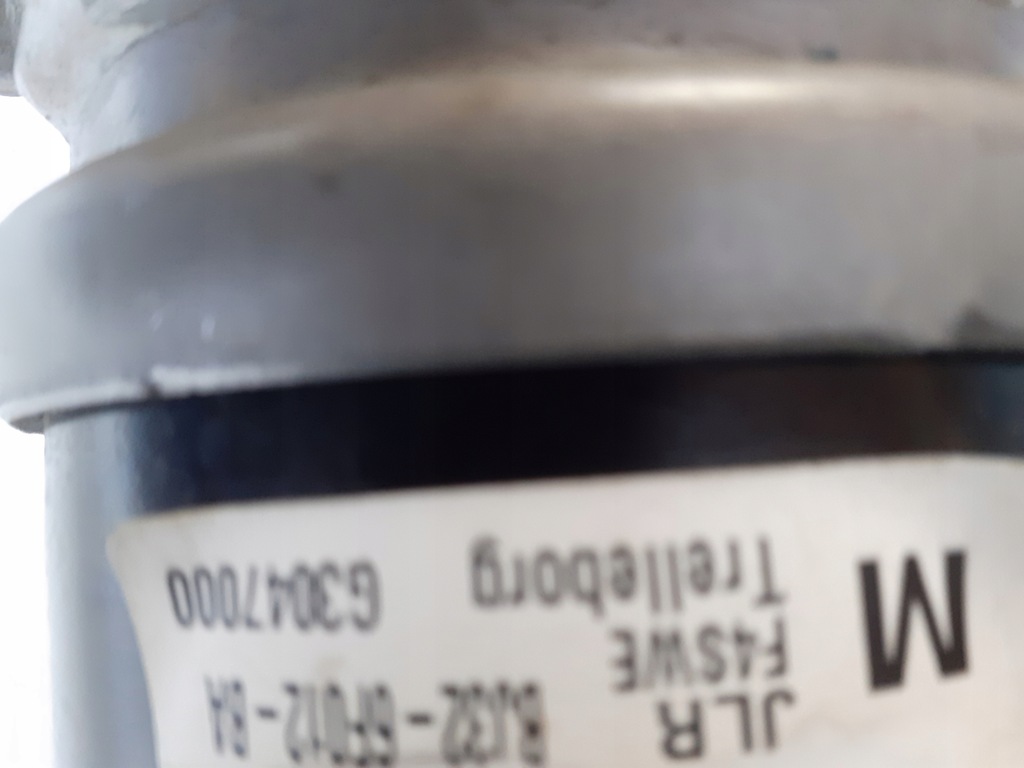 JLR BJ32-6F012-BA
F4SWE
M
Trelleborg G3047000